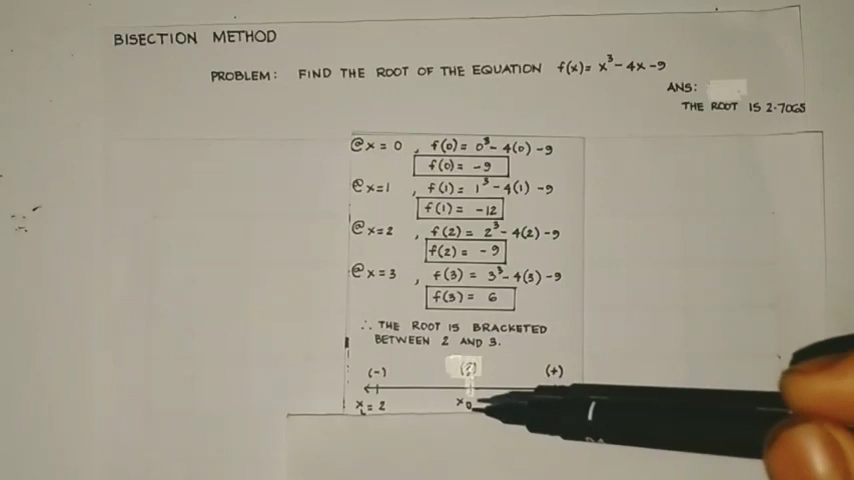 BISECTION METHOD
PROBLEM: FIND THE ROOT OF THE EQUATION f(x) = x³ - 4x - 9
ANS:
THE ROOT IS 2.7065
@x = 0 , f(0) = 0³ - 4(0) - 9
f(0) = -9
@x=1 , f(1) = 1³ - 4(1) - 9
f(1) = -12
@x=2 , f(2) = 2³ - 4(2) - 9
f(2) = -9
@x=3 , f(3) = 3³ - 4(3) - 9
f(3) = 6
∴ THE ROOT IS BRACKETED
BETWEEN 2 AND 3.
(-) (?) (+)
x_L = 2 x_0